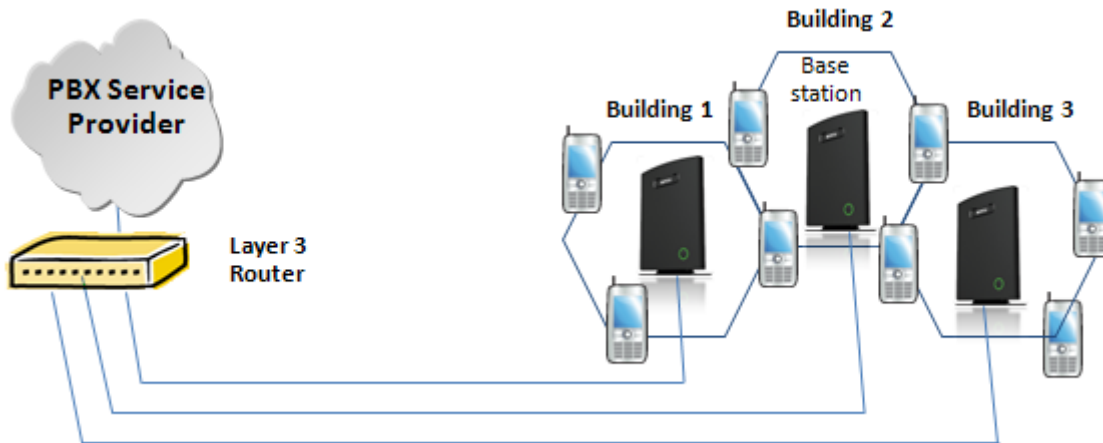 PBX Service
Provider
Layer 3
Router
Building 1
Building 2
Base
station
Building 3